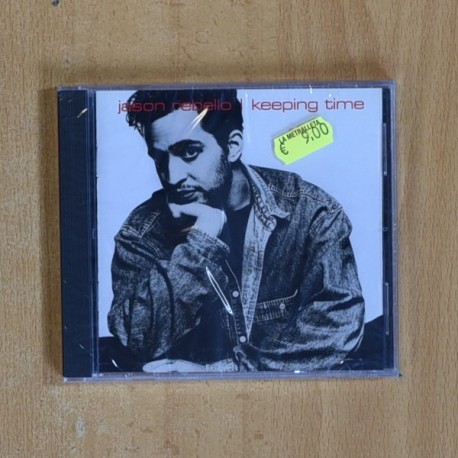 jason rebello keeping time
LA METRALLETA
€ 9,00